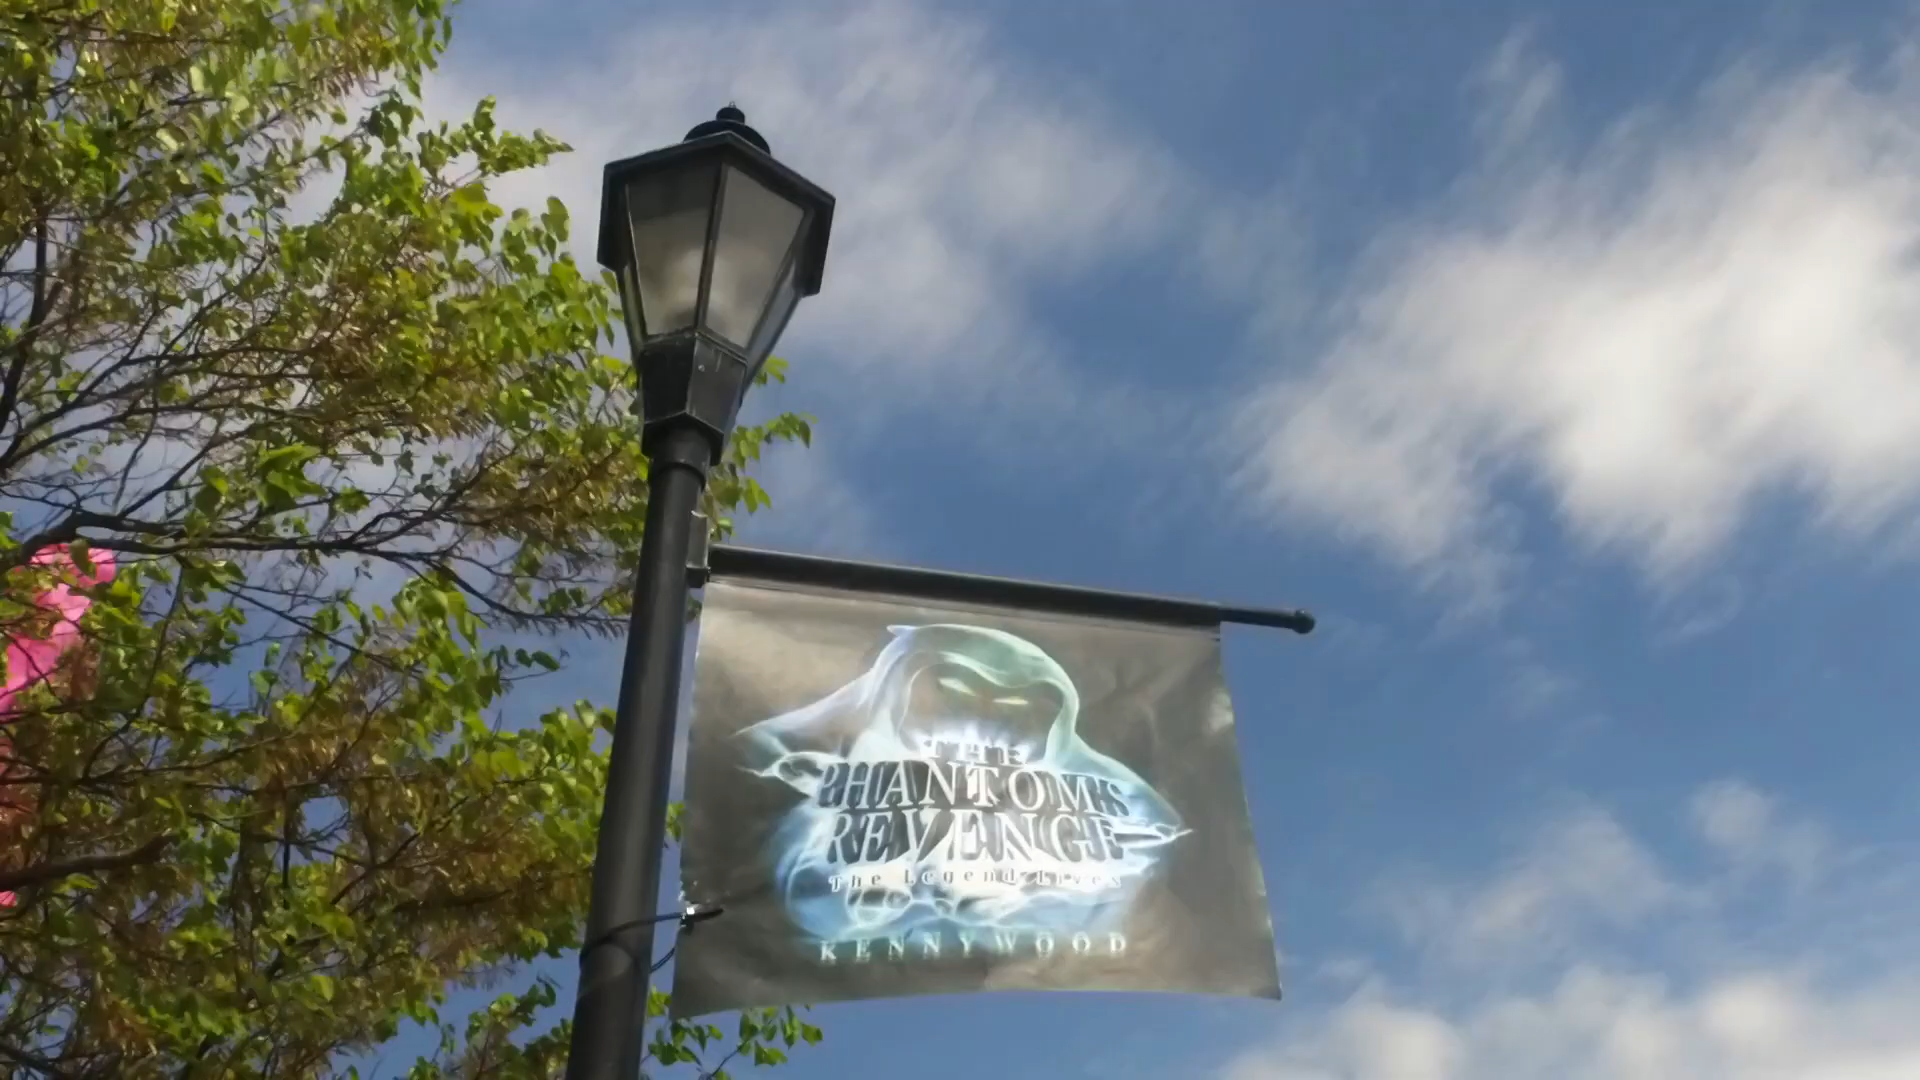 THE
PHANTOM'S
REVENGE
The Legend Lives
KENNYWOOD